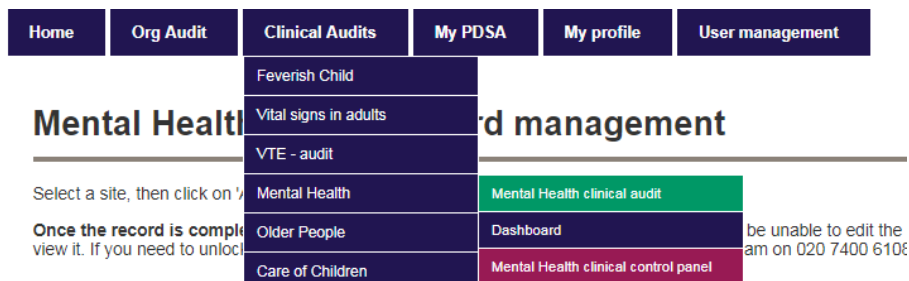 Home Org Audit Clinical Audits My PDSA My profile User management
Feverish Child
Vital signs in adults
Mental Healt rd management
VTE - audit
Select a site, then click on '
Mental Health Mental Health clinical audit
Once the record is comple Older People Dashboard be unable to edit the
view it. If you need to unloc am on 020 7400 6108
Care of Children Mental Health clinical control panel